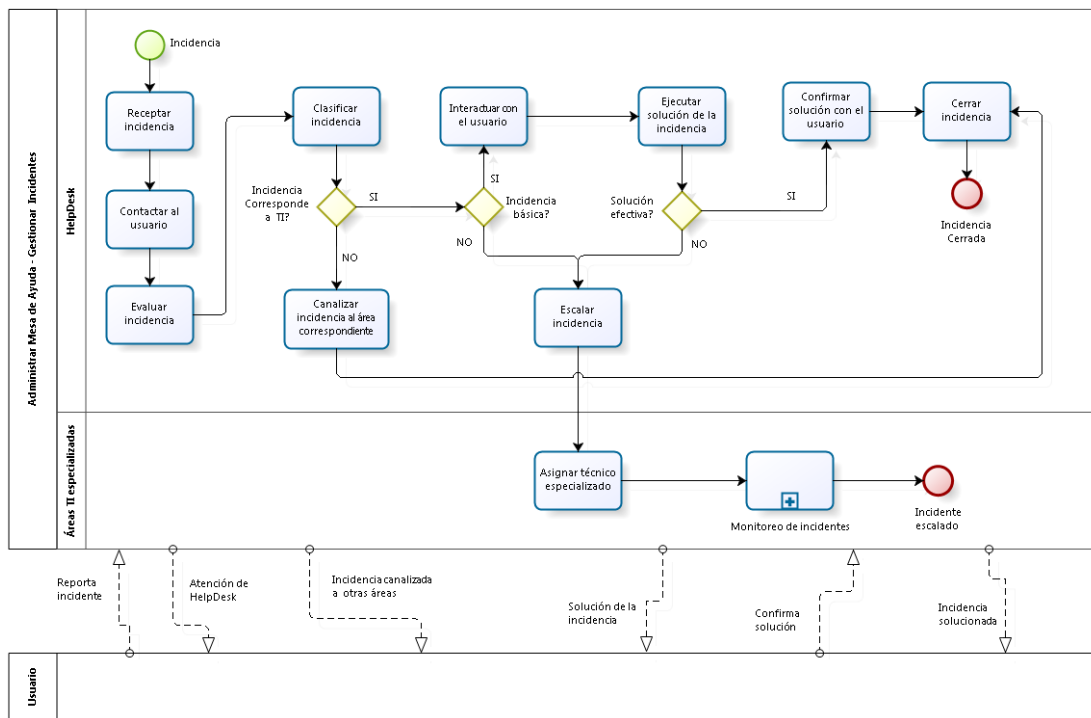 Administrar Mesa de Ayuda - Gestionar Incidentes
HelpDesk
Incidencia
Receptar
incidencia
Contactar al
usuario
Evaluar
incidencia
Clasificar
incidencia
Incidencia
Corresponde
a TI?
SI
NO
Canalizar
incidencia al área
correspondiente
Interactuar con
el usuario
SI
Incidencia
básica?
NO
Ejecutar
solución de la
incidencia
Solución
efectiva?
SI
NO
Escalar
incidencia
Confirmar
solución con el
usuario
Cerrar
incidencia
Incidencia
Cerrada
Áreas TI especializadas
Asignar técnico
especializado
Monitoreo de incidentes
Incidente
escalado
Reporta
incidente
Atención de
HelpDesk
Incidencia canalizada
a otras áreas
Solución de la
incidencia
Confirma
solución
Incidencia
solucionada
Usuario